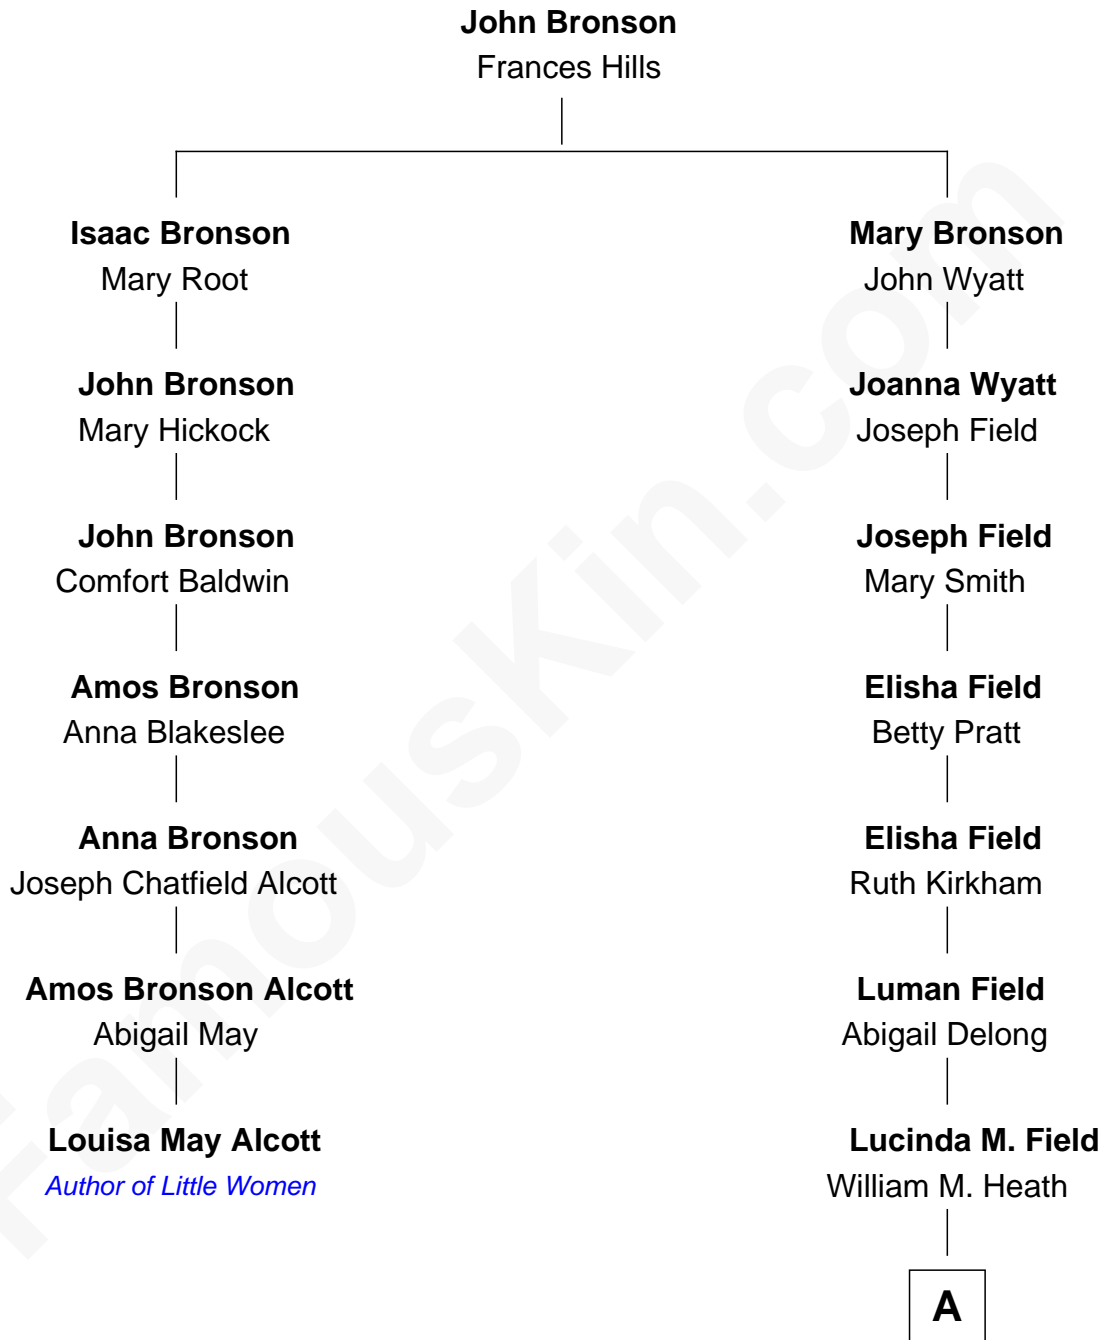 John Bronson
Frances Hills
Isaac Bronson
Mary Root
Mary Bronson
John Wyatt
John Bronson
Mary Hickock
Joanna Wyatt
Joseph Field
John Bronson
Comfort Baldwin
Joseph Field
Mary Smith
Amos Bronson
Anna Blakeslee
Elisha Field
Betty Pratt
Anna Bronson
Joseph Chatfield Alcott
Elisha Field
Ruth Kirkham
Amos Bronson Alcott
Abigail May
Luman Field
Abigail Delong
Louisa May Alcott
Author of Little Women
Lucinda M. Field
William M. Heath
A
FamousKin.com